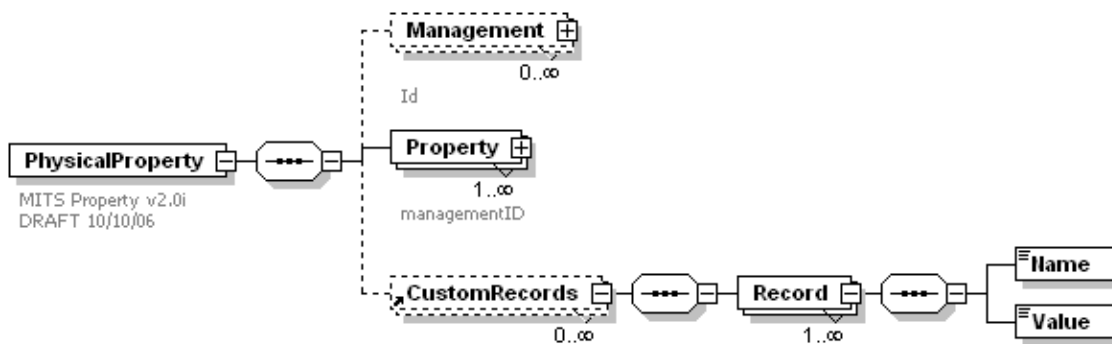 Management
0..∞
Id
PhysicalProperty
MITS Property v2.0i
DRAFT 10/10/06
Property
1..∞
managementID
CustomRecords
0..∞
Record
1..∞
Name
Value